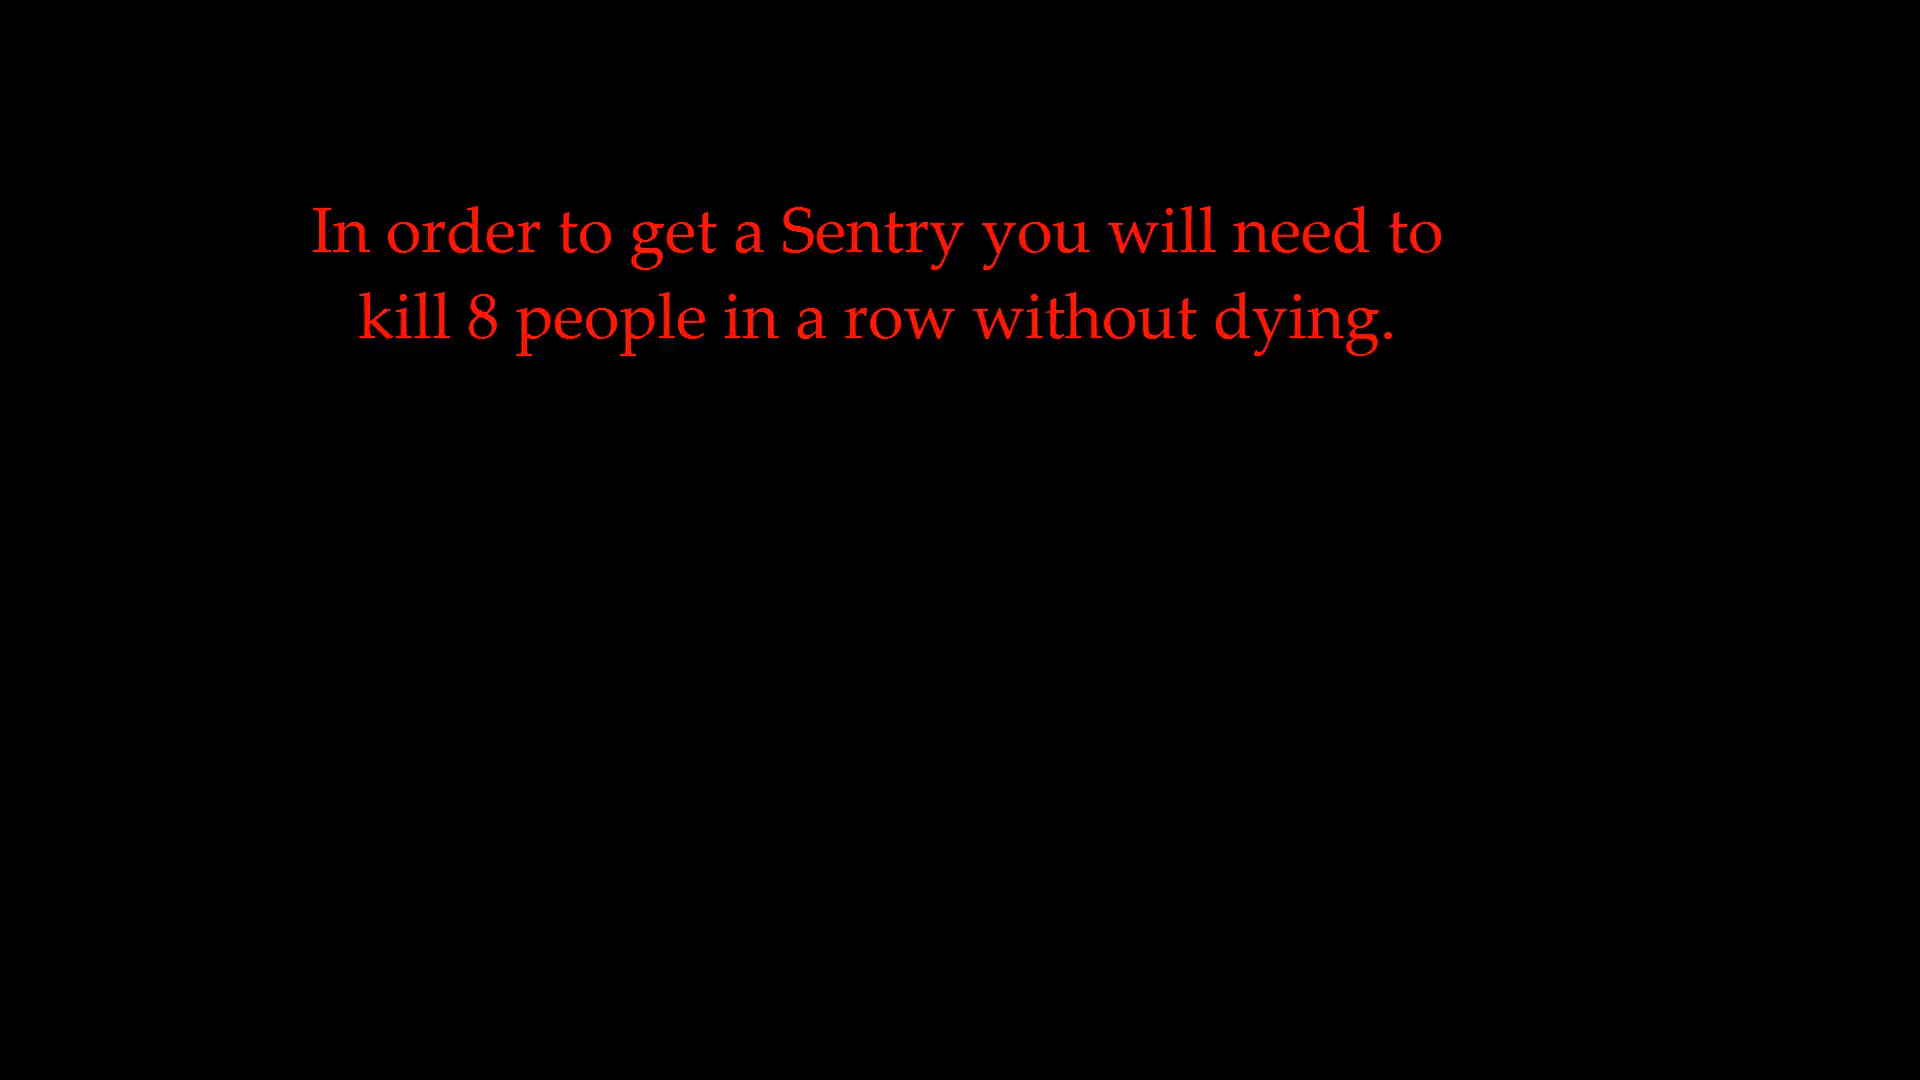 In order to get a Sentry you will need to
kill 8 people in a row without dying.